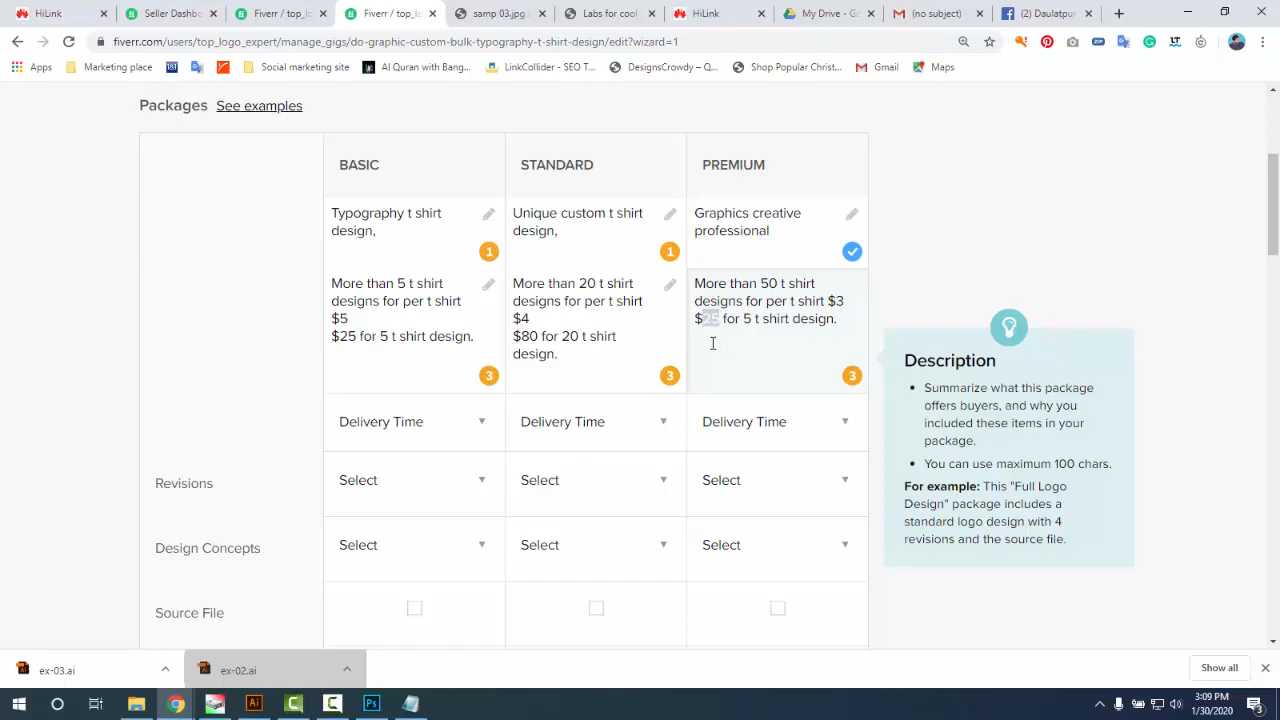 HiLink
Seller Dashb
Fiverr / top_lo
Fiverr / top_lo
samp 03.jpg
Labs for cool
HiLink
My Drive - Go
(no subject)
(2) Daulatpur
fiverr.com/users/top_logo_expert/manage_gigs/do-graphic-custom-bulk-typography-t-shirt-design/edit?wizard=1
Apps
Marketing place
Social marketing site
Al Quran with Bang...
LinkCollider - SEO T...
DesignsCrowdy – Q...
Shop Popular Christ...
Gmail
Maps
Packages See examples
BASIC
STANDARD
PREMIUM
Typography t shirt
design,
Unique custom t shirt
design,
Graphics creative
professional
1
1
More than 5 t shirt
designs for per t shirt
$5
$25 for 5 t shirt design.
3
More than 20 t shirt
designs for per t shirt
$4
$80 for 20 t shirt
design.
3
More than 50 t shirt
designs for per t shirt $3
$25 for 5 t shirt design.
3
Description
Summarize what this package
offers buyers, and why you
included these items in your
package.
You can use maximum 100 chars.
For example: This "Full Logo
Design" package includes a
standard logo design with 4
revisions and the source file.
Delivery Time
Delivery Time
Delivery Time
Revisions
Select
Select
Select
Design Concepts
Select
Select
Select
Source File
ex-03.ai
ex-02.ai
Show all
3:09 PM
1/30/2020
3